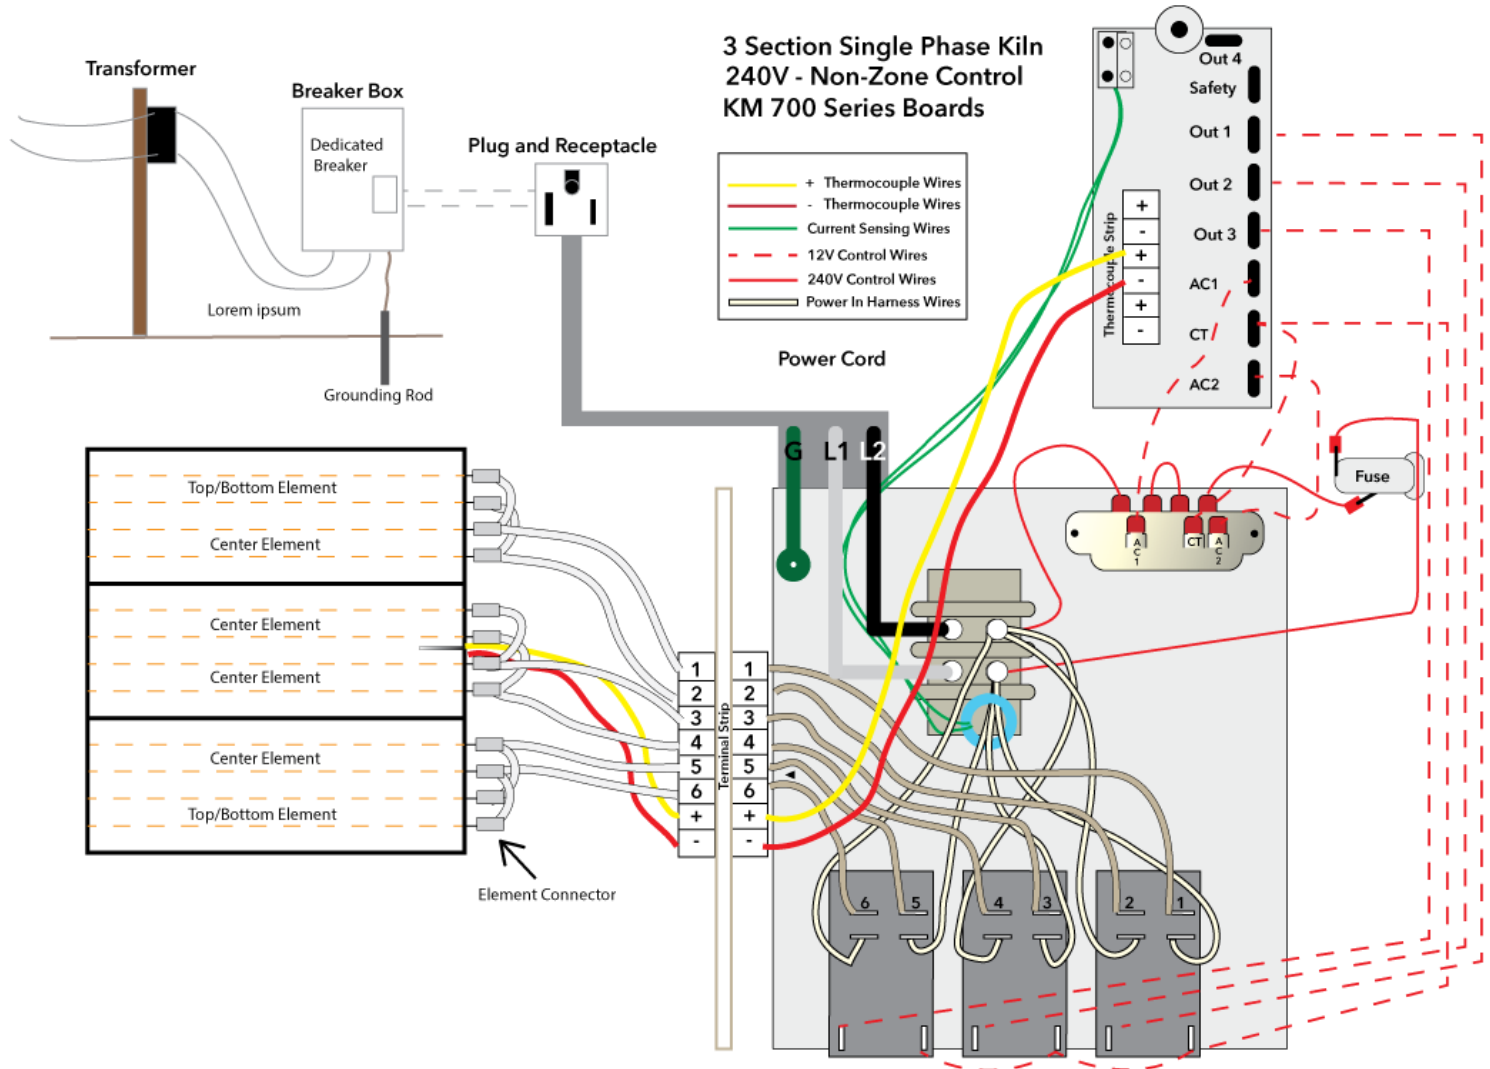 3 Section Single Phase Kiln
240V - Non-Zone Control
KM 700 Series Boards
Transformer
Breaker Box
Dedicated
Breaker
Plug and Receptacle
Lorem ipsum
Grounding Rod
+ Thermocouple Wires
- Thermocouple Wires
Current Sensing Wires
12V Control Wires
240V Control Wires
Power In Harness Wires
Power Cord
G L1 L2
Out 4
Safety
Out 1
Out 2
Out 3
AC1
CT
AC2
Thermocouple Strip
+
-
+
-
+
-
Fuse
A
C
1
CT
A
C
2
Top/Bottom Element
Center Element
Center Element
Center Element
Center Element
Top/Bottom Element
Element Connector
Terminal Strip
1 1
2 2
3 3
4 4
5 5
6 6
+ +
- -
6 5 4 3 2 1